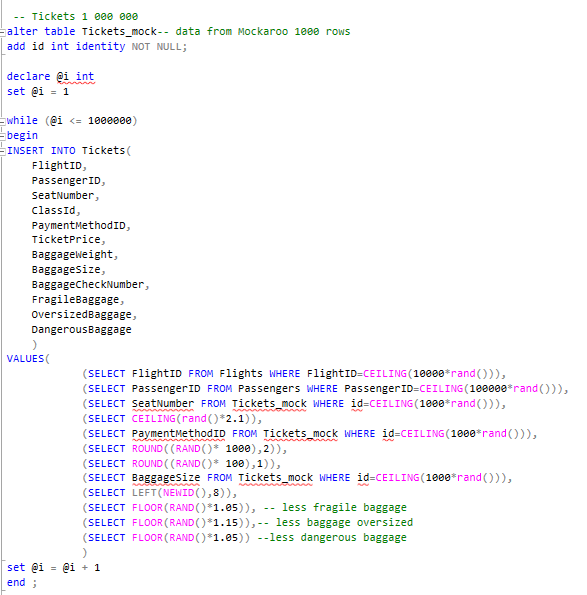 -- Tickets 1 000 000
alter table Tickets_mock-- data from Mockaroo 1000 rows
add id int identity NOT NULL;
declare @i int
set @i = 1
while (@i <= 1000000)
begin
INSERT INTO Tickets(
FlightID,
PassengerID,
SeatNumber,
ClassId,
PaymentMethodID,
TicketPrice,
BaggageWeight,
BaggageSize,
BaggageCheckNumber,
FragileBaggage,
OversizedBaggage,
DangerousBaggage
)
VALUES(
(SELECT FlightID FROM Flights WHERE FlightID=CEILING(10000*rand())),
(SELECT PassengerID FROM Passengers WHERE PassengerID=CEILING(100000*rand())),
(SELECT SeatNumber FROM Tickets_mock WHERE id=CEILING(1000*rand())),
(SELECT CEILING(rand()*2.1)),
(SELECT PaymentMethodID FROM Tickets_mock WHERE id=CEILING(1000*rand())),
(SELECT ROUND((RAND()* 1000),2)),
(SELECT ROUND((RAND()* 100),1)),
(SELECT BaggageSize FROM Tickets_mock WHERE id=CEILING(1000*rand())),
(SELECT LEFT(NEWID(),8)),
(SELECT FLOOR(RAND()*1.05)), -- less fragile baggage
(SELECT FLOOR(RAND()*1.15)),-- less baggage oversized
(SELECT FLOOR(RAND()*1.05)) --less dangerous baggage
)
set @i = @i + 1
end ;